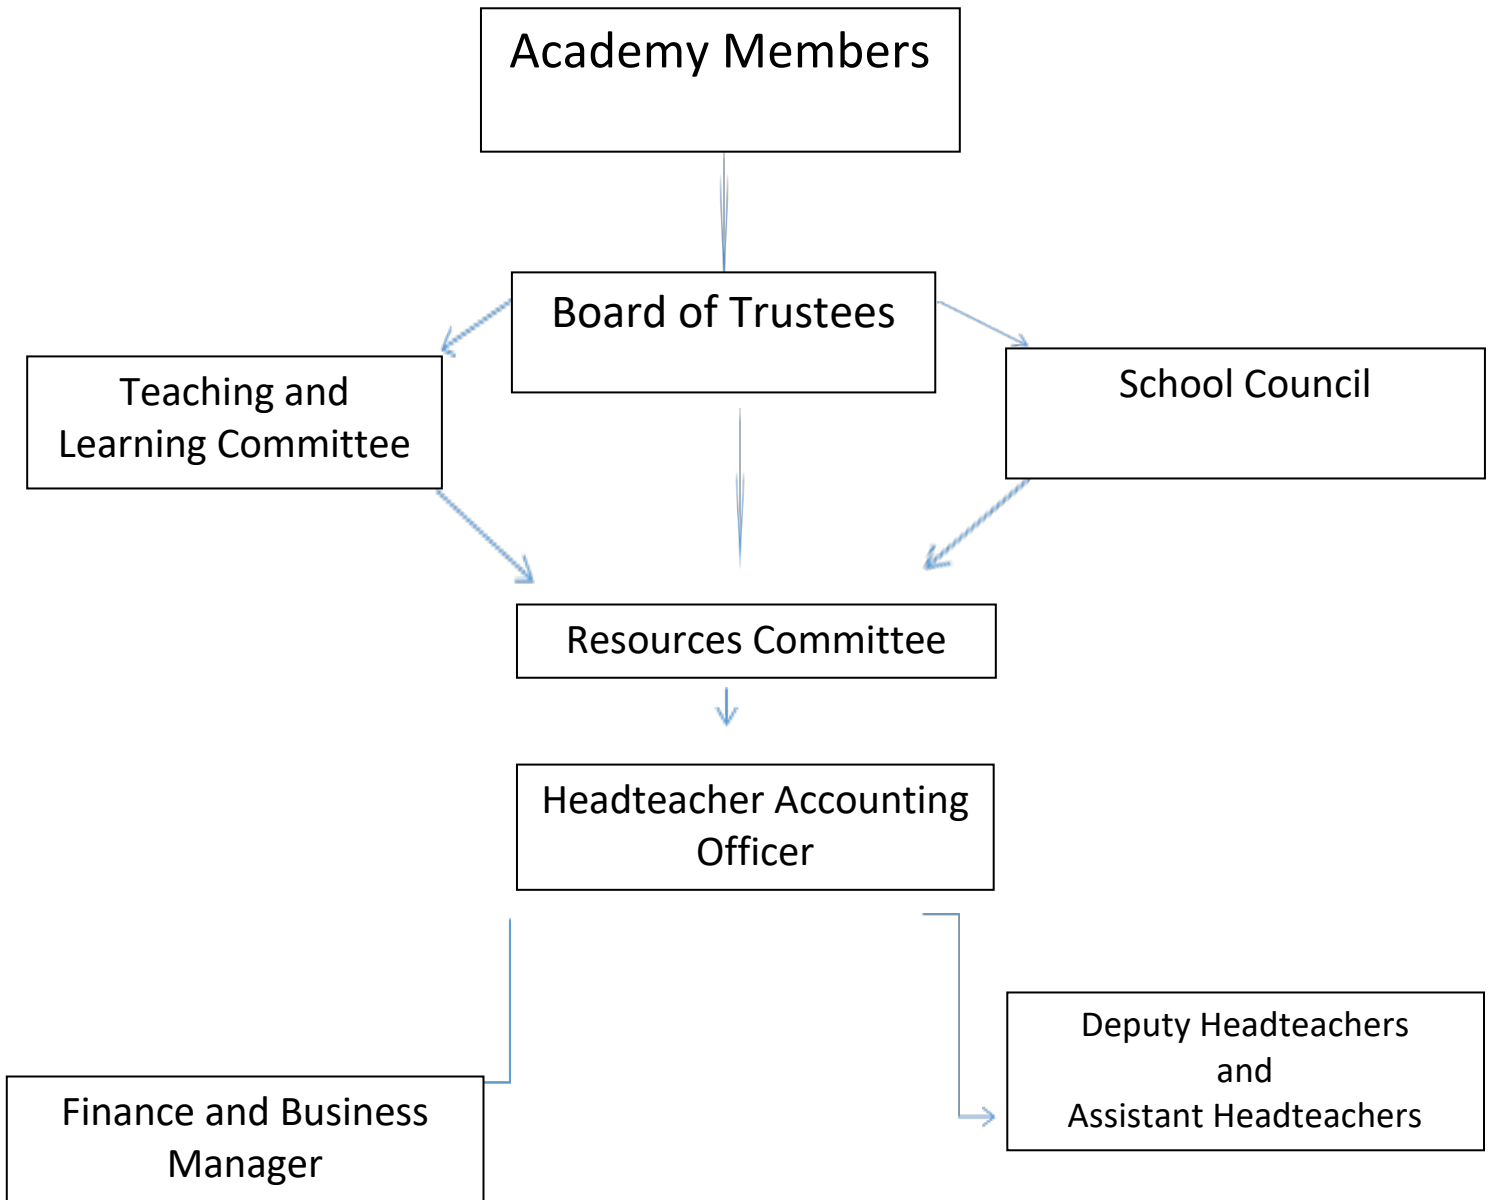 Academy Members
Board of Trustees
Teaching and
Learning Committee
School Council
Resources Committee
Headteacher Accounting
Officer
Deputy Headteachers
and
Assistant Headteachers
Finance and Business
Manager